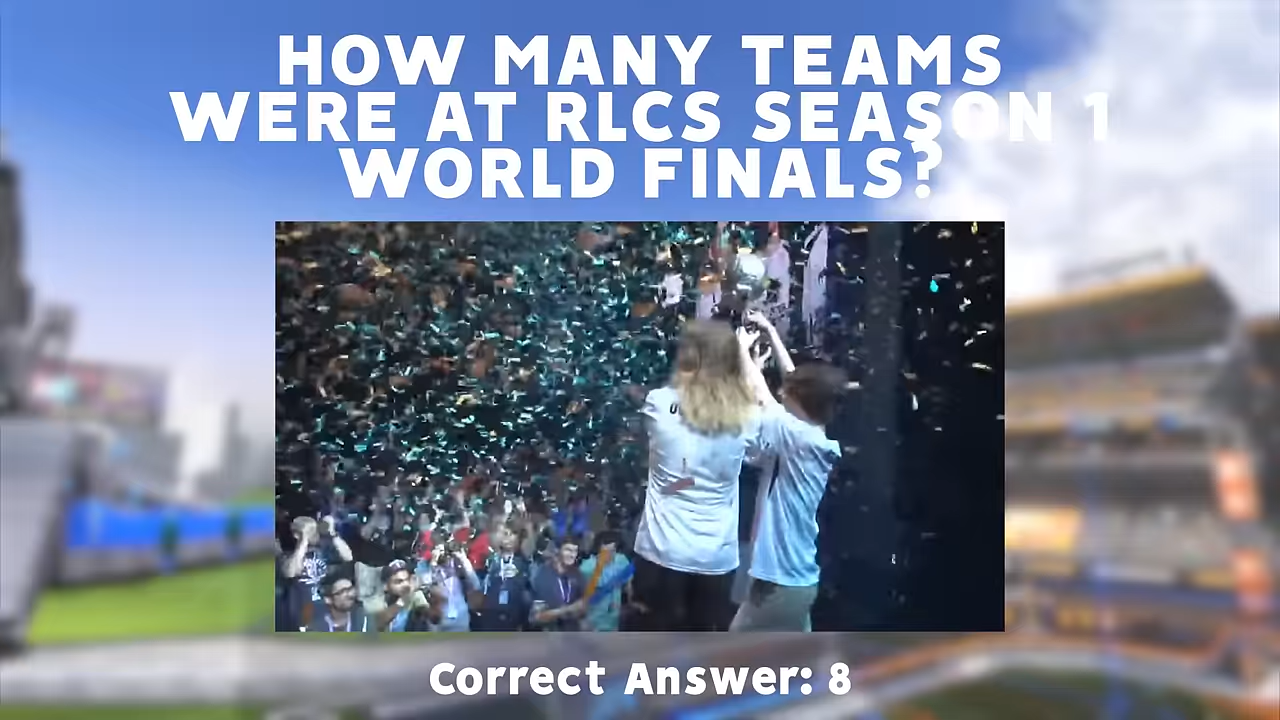 HOW MANY TEAMS
WERE AT RLCS SEASON 1
WORLD FINALS?
Correct Answer: 8